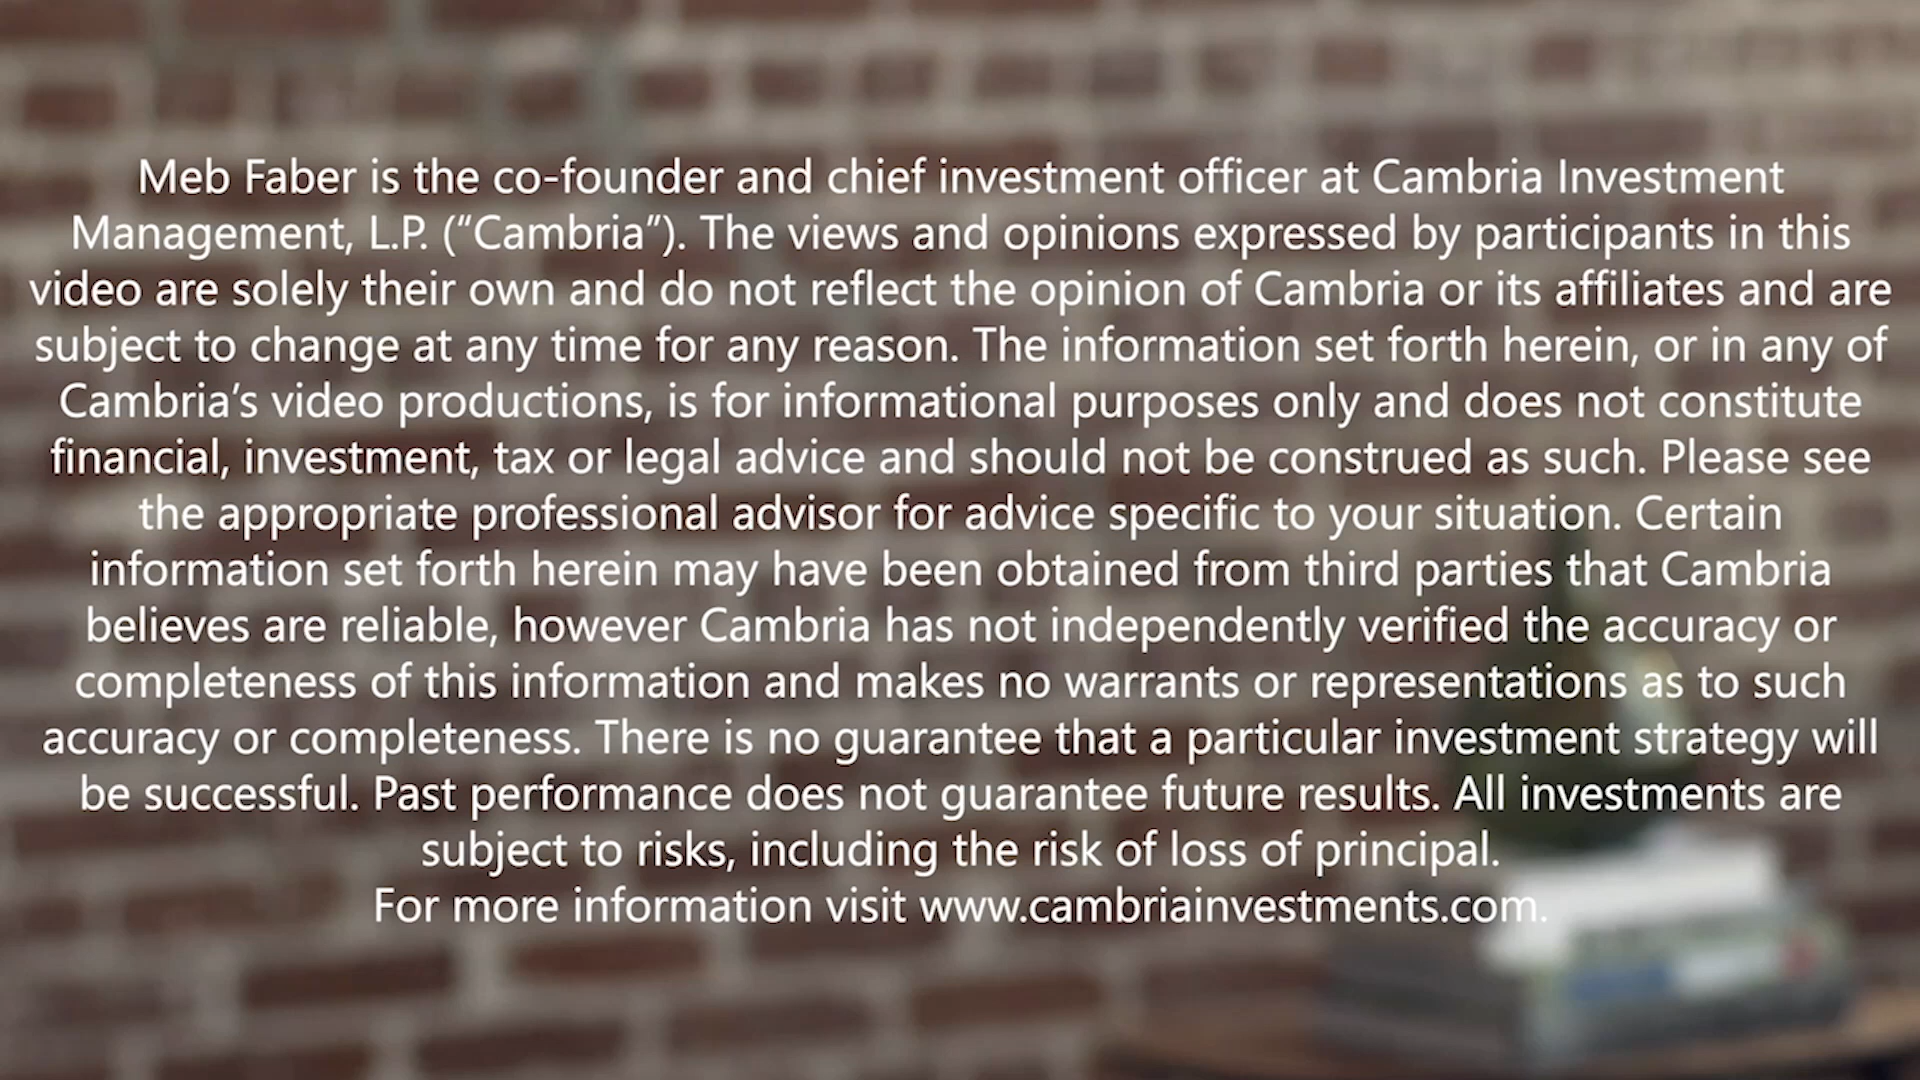 Meb Faber is the co-founder and chief investment officer at Cambria Investment
Management, L.P. (“Cambria”). The views and opinions expressed by participants in this
video are solely their own and do not reflect the opinion of Cambria or its affiliates and are
subject to change at any time for any reason. The information set forth herein, or in any of
Cambria’s video productions, is for informational purposes only and does not constitute
financial, investment, tax or legal advice and should not be construed as such. Please see
the appropriate professional advisor for advice specific to your situation. Certain
information set forth herein may have been obtained from third parties that Cambria
believes are reliable, however Cambria has not independently verified the accuracy or
completeness of this information and makes no warrants or representations as to such
accuracy or completeness. There is no guarantee that a particular investment strategy will
be successful. Past performance does not guarantee future results. All investments are
subject to risks, including the risk of loss of principal.
For more information visit www.cambriainvestments.com.